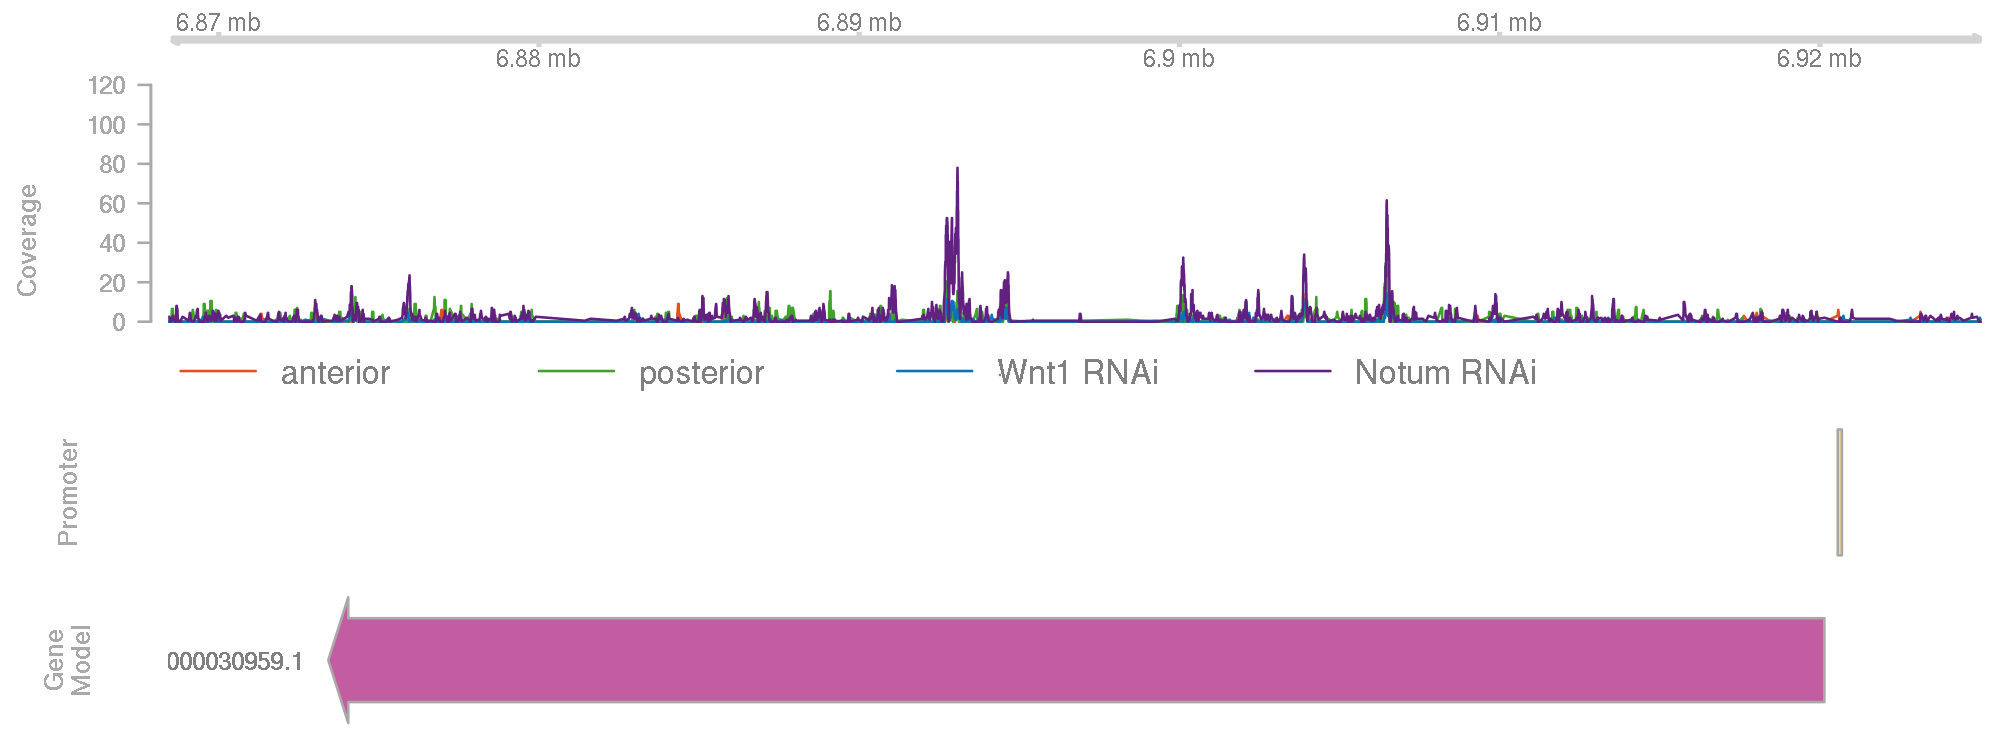 6.87 mb 6.89 mb 6.91 mb
6.88 mb 6.9 mb 6.92 mb
120
100
80
60
40
20
0
Coverage
anterior posterior Wnt1 RNAi Notum RNAi
Promoter
Gene
Model
000030959.1